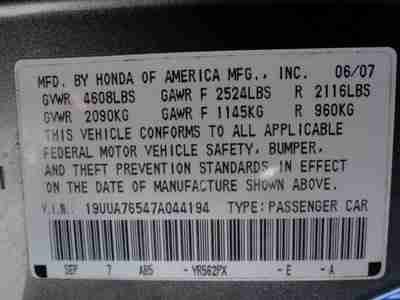 MFD. BY HONDA OF AMERICA MFG., INC. 06/07
GVWR 4608LBS GAWR F 2524LBS R 2116LBS
GVWR 2090KG GAWR F 1145KG R 960KG
THIS VEHICLE CONFORMS TO ALL APPLICABLE
FEDERAL MOTOR VEHICLE SAFETY, BUMPER,
AND THEFT PREVENTION STANDARDS IN EFFECT
ON THE DATE OF MANUFACTURE SHOWN ABOVE.
V.I.N.: 19UUA76547A044194 TYPE: PASSENGER CAR
SEP 7 AB5 - YR562PX - E - A